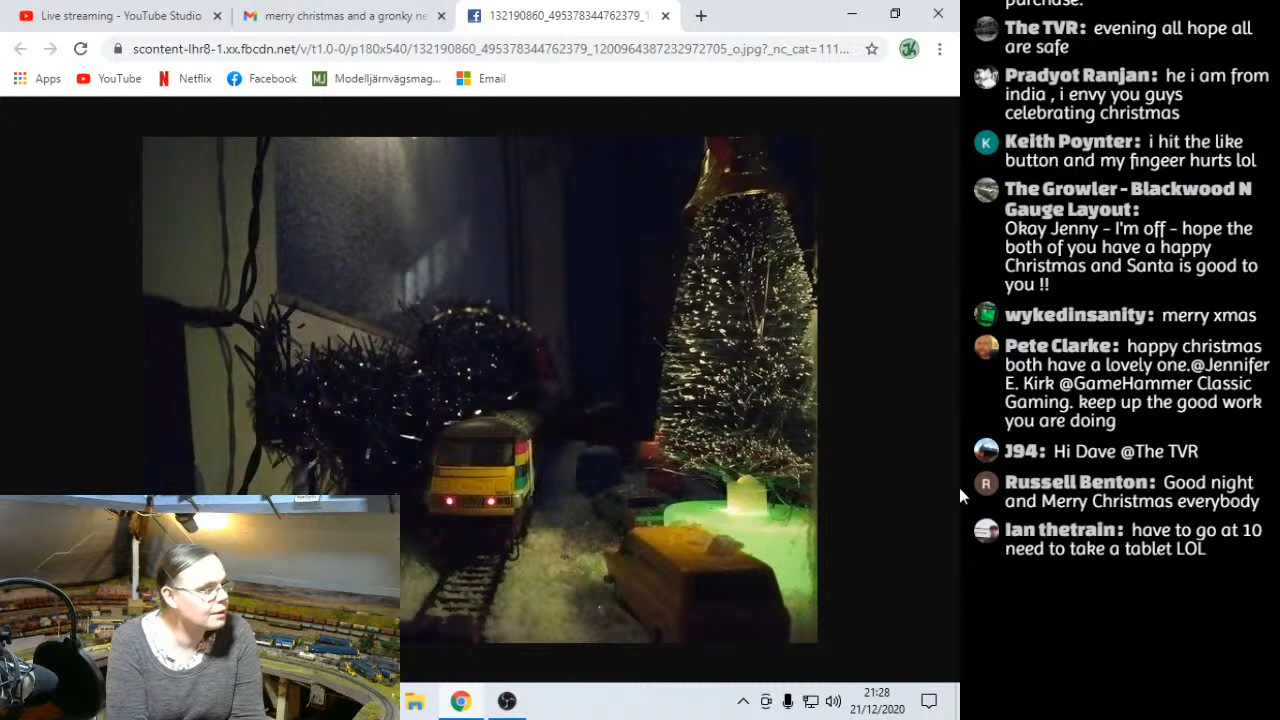 Live streaming - YouTube Studio
merry christmas and a gronky ne
132190860_495378344762379_1
scontent-lhr8-1.xx.fbcdn.net/v/t1.0-0/p180x540/132190860_495378344762379_1200964387232972705_o.jpg?_nc_cat=111...
Apps YouTube Netflix Facebook Modelljärnvägsmag... Email
purchase.
The TVR: evening all hope all
are safe
Pradyot Ranjan: he i am from
india , i envy you guys
celebrating christmas
Keith Poynter: i hit the like
button and my fingeer hurts lol
The Growler - Blackwood N
Gauge Layout:
Okay Jenny - I'm off - hope the
both of you have a happy
Christmas and Santa is good to
you !!
wykedinsanity: merry xmas
Pete Clarke: happy christmas
both have a lovely one.@Jennifer
E. Kirk @GameHammer Classic
Gaming. keep up the good work
you are doing
J94: Hi Dave @The TVR
Russell Benton: Good night
and Merry Christmas everybody
Ian thetrain: have to go at 10
need to take a tablet LOL
21:28
21/12/2020